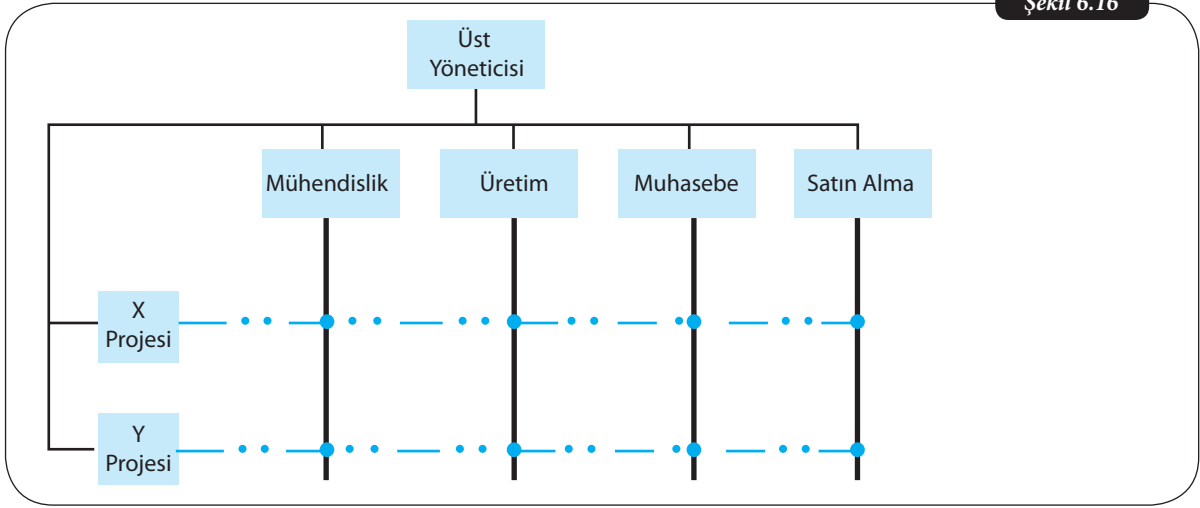 Şekil 6.16
Üst
Yöneticisi
Mühendislik
Üretim
Muhasebe
Satın Alma
X
Projesi
Y
Projesi